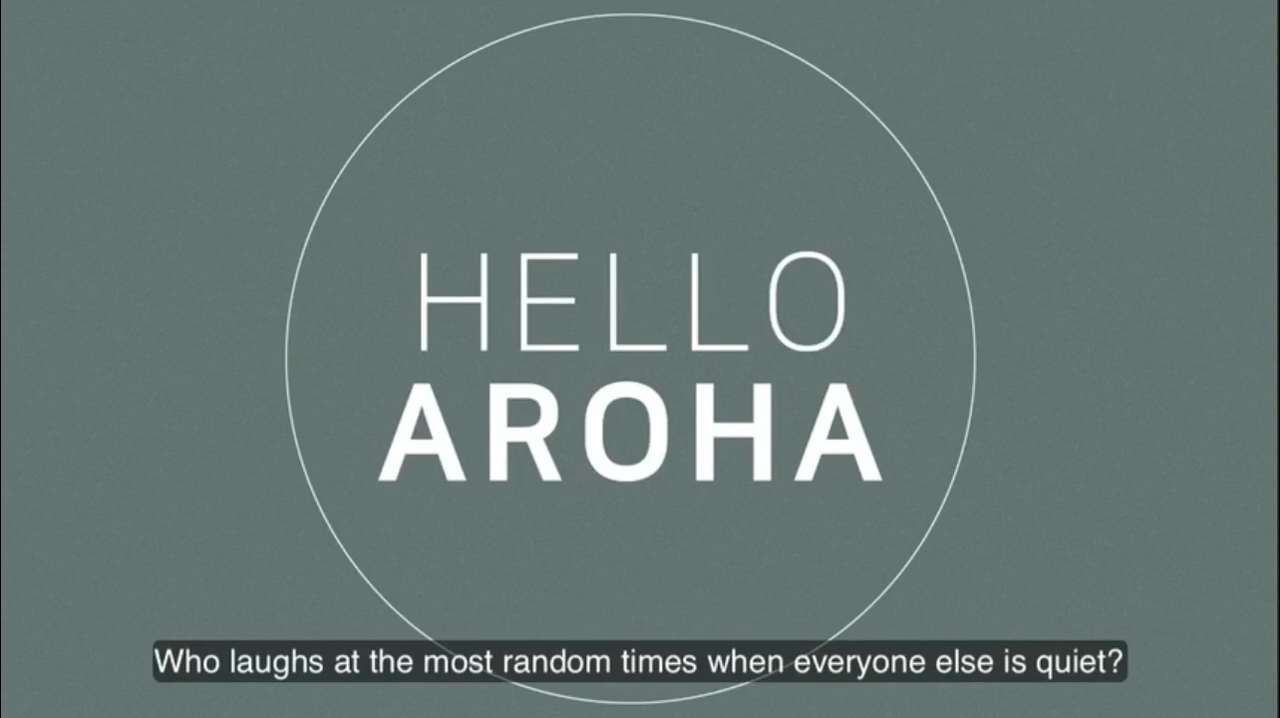 HELLO
AROHA
Who laughs at the most random times when everyone else is quiet?